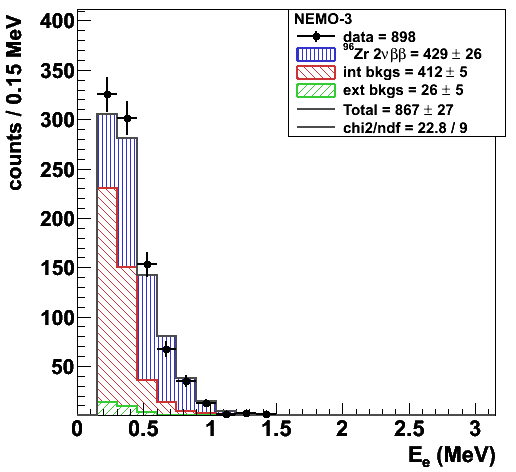 NEMO-3
data = 898
⁹⁶Zr 2νββ = 429 ± 26
int bkgs = 412 ± 5
ext bkgs = 26 ± 5
Total = 867 ± 27
chi2/ndf = 22.8 / 9
counts / 0.15 MeV
400
350
300
250
200
150
100
50
0
0.5
1
1.5
2
2.5
3
Eₑ (MeV)